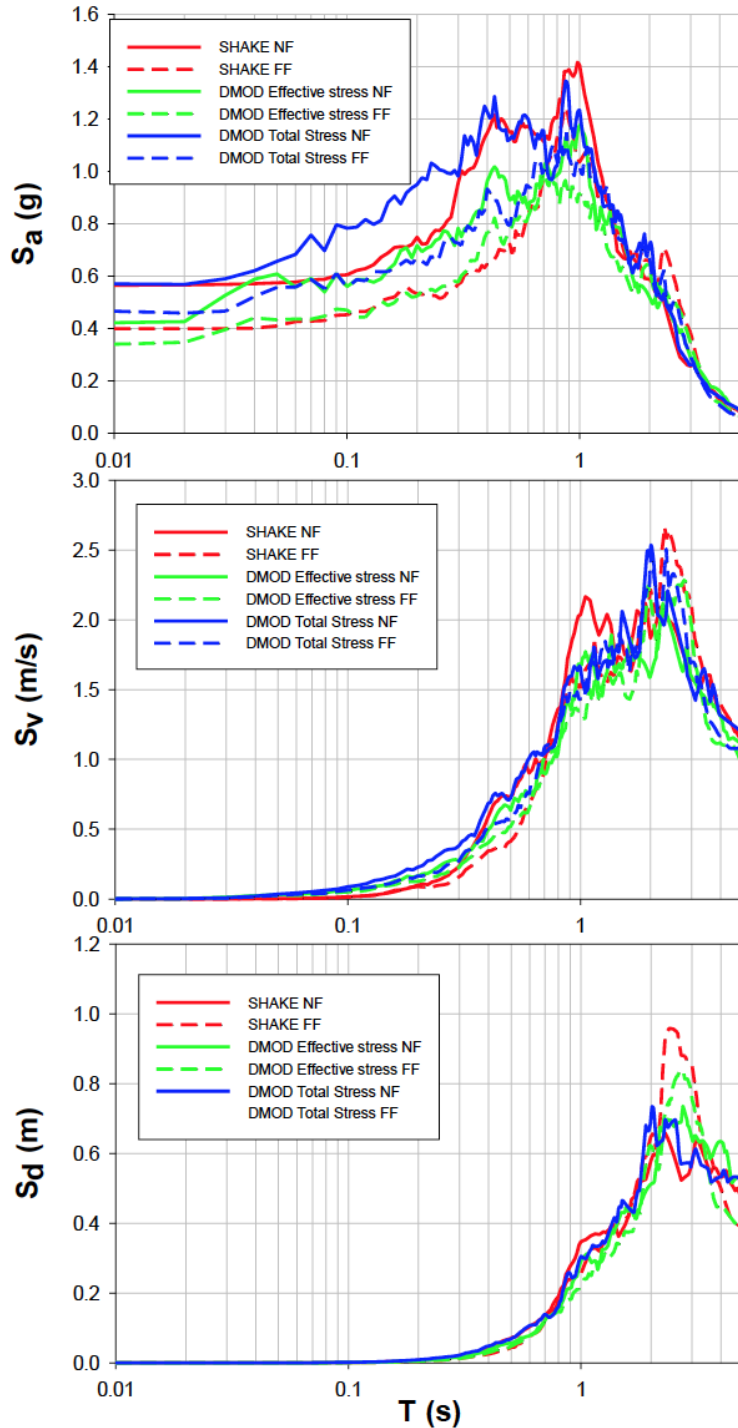 1.6
1.4
1.2
1.0
0.8
0.6
0.4
0.2
0.0
Sa (g)
SHAKE NF
SHAKE FF
DMOD Effective stress NF
DMOD Effective stress FF
DMOD Total Stress NF
DMOD Total Stress FF
0.01 0.1 1
3.0
2.5
2.0
1.5
1.0
0.5
0.0
Sv (m/s)
SHAKE NF
SHAKE FF
DMOD Effective stress NF
DMOD Effective stress FF
DMOD Total Stress NF
DMOD Total Stress FF
0.01 0.1 1
1.2
1.0
0.8
0.6
0.4
0.2
0.0
Sd (m)
SHAKE NF
SHAKE FF
DMOD Effective stress NF
DMOD Effective stress FF
DMOD Total Stress NF
DMOD Total Stress FF
0.01 0.1 1
T (s)